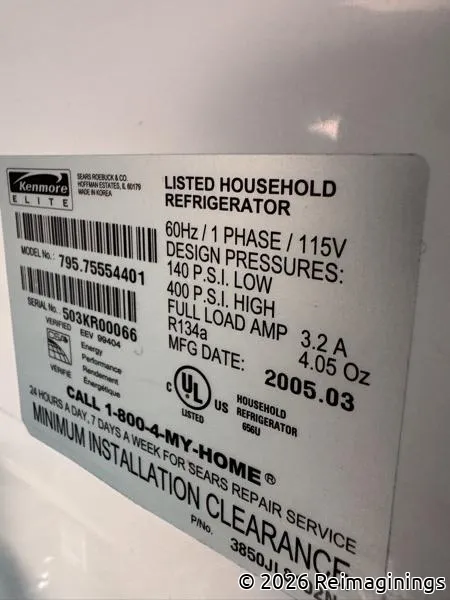 Kenmore
ELITE
SEARS ROEBUCK & CO.
HOFFMAN ESTATES, IL 60179
MADE IN KOREA
MODEL No.: 795.75554401
SERIAL No.: 503KR00066
VERIFIED
EEV 99404
Energy
Performance
Rendement
Énergétique
VERIFIÉ
LISTED HOUSEHOLD
REFRIGERATOR
60Hz / 1 PHASE / 115V
DESIGN PRESSURES:
140 P.S.I. LOW
400 P.S.I. HIGH
FULL LOAD AMP 3.2 A
R134a 4.05 Oz
MFG DATE: 2005.03
C UL US
LISTED
HOUSEHOLD
REFRIGERATOR
656U
CALL 1-800-4-MY-HOME®
24 HOURS A DAY, 7 DAYS A WEEK FOR SEARS REPAIR SERVICE
MINIMUM INSTALLATION CLEARANCE
P/No.
© 2026 Reimaginings